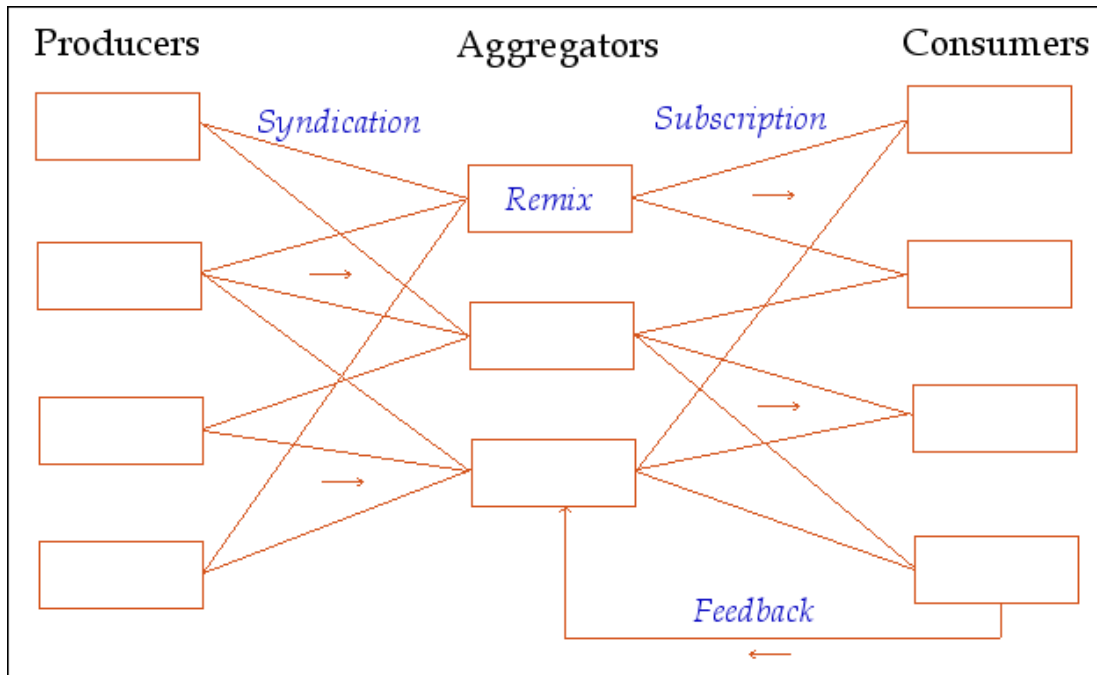 Producers
Aggregators
Consumers
Syndication
Subscription
Remix
Feedback